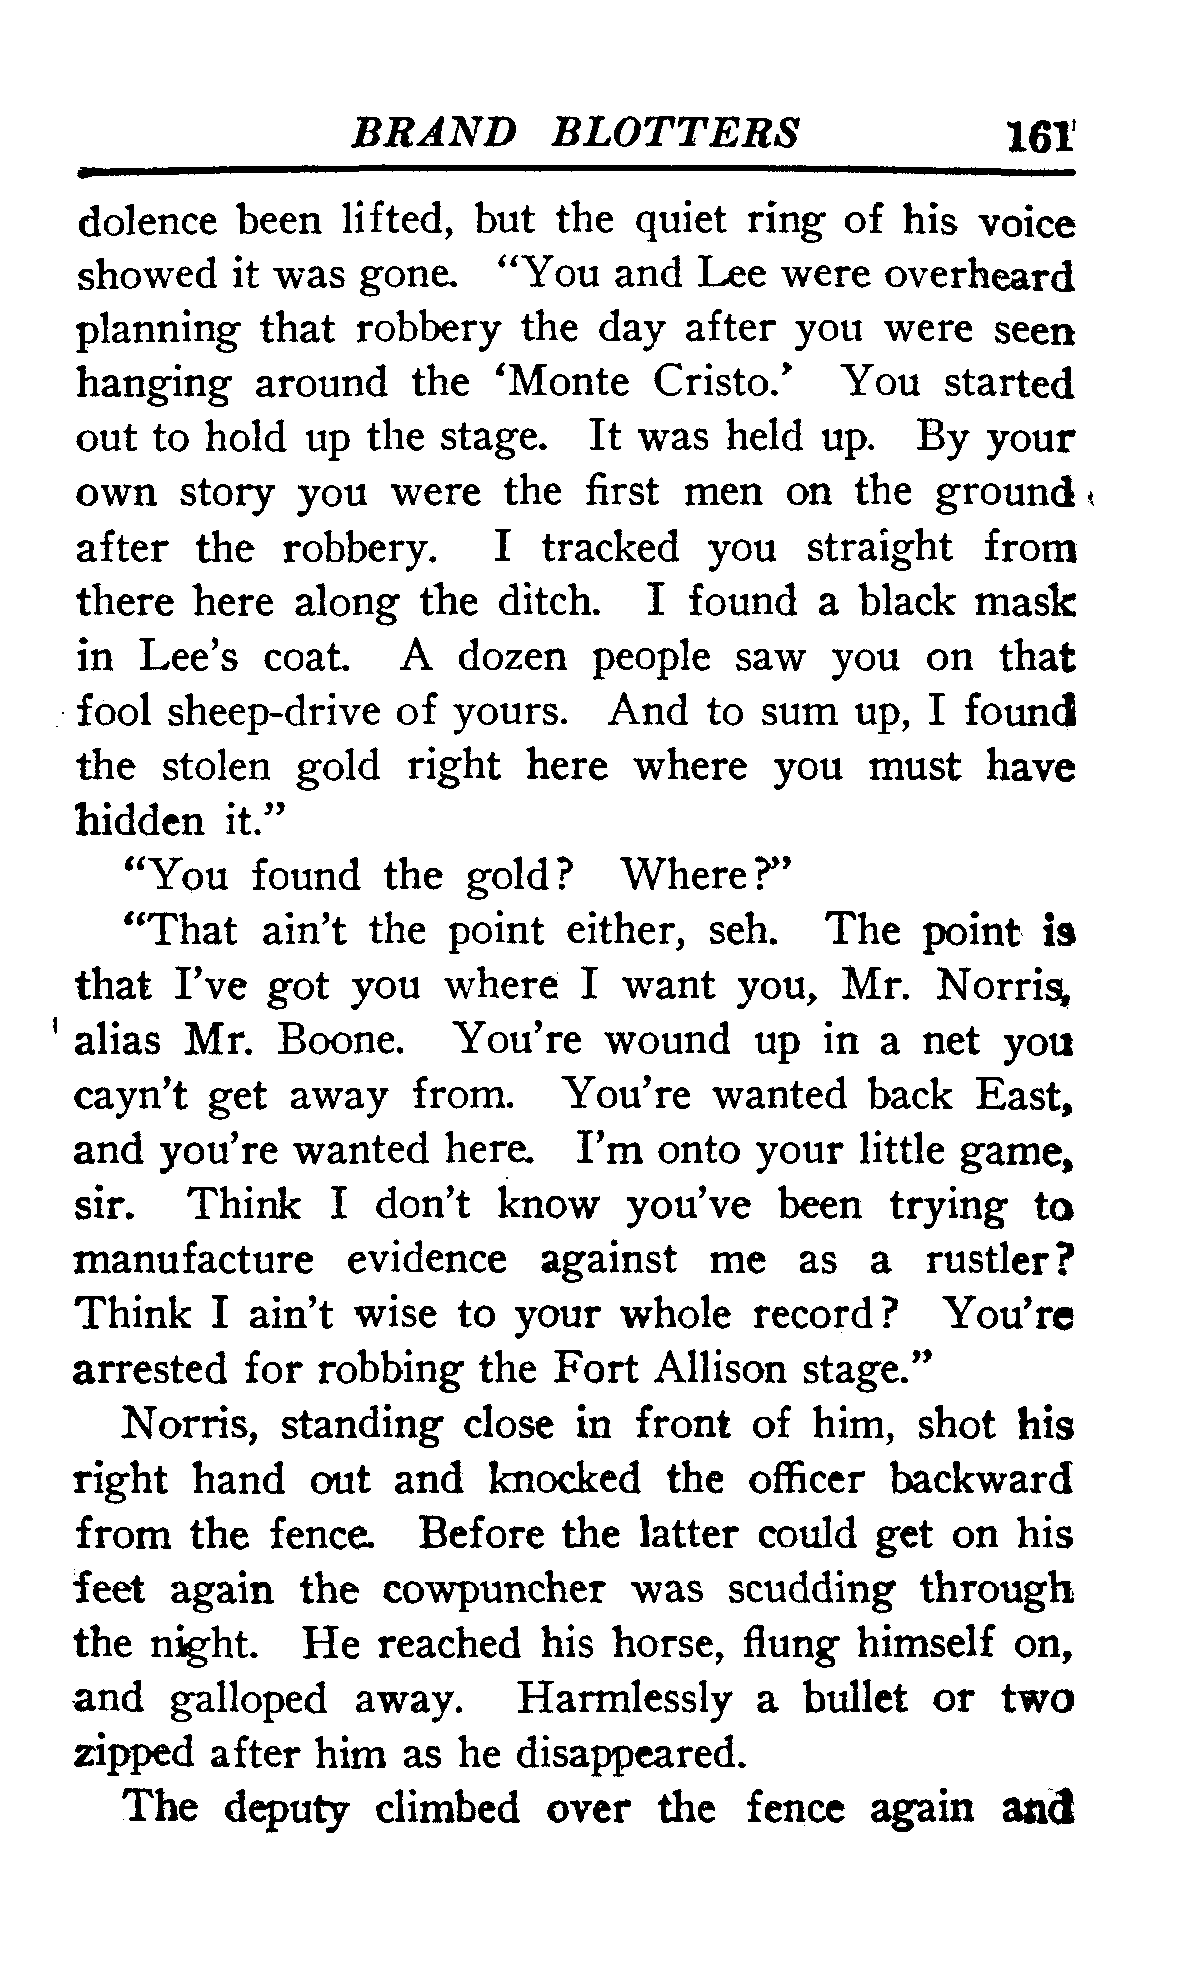 BRAND BLOTTERS 161
dolence been lifted, but the quiet ring of his voice
showed it was gone. "You and Lee were overheard
planning that robbery the day after you were seen
hanging around the 'Monte Cristo.' You started
out to hold up the stage. It was held up. By your
own story you were the first men on the ground
after the robbery. I tracked you straight from
there here along the ditch. I found a black mask
in Lee's coat. A dozen people saw you on that
fool sheep-drive of yours. And to sum up, I found
the stolen gold right here where you must have
hidden it."
"You found the gold? Where?"
"That ain't the point either, seh. The point is
that I've got you where I want you, Mr. Norris,
alias Mr. Boone. You're wound up in a net you
cayn't get away from. You're wanted back East,
and you're wanted here. I'm onto your little game,
sir. Think I don't know you've been trying to
manufacture evidence against me as a rustler?
Think I ain't wise to your whole record? You're
arrested for robbing the Fort Allison stage."
Norris, standing close in front of him, shot his
right hand out and knocked the officer backward
from the fence. Before the latter could get on his
feet again the cowpuncher was scudding through
the night. He reached his horse, flung himself on,
and galloped away. Harmlessly a bullet or two
zipped after him as he disappeared.
The deputy climbed over the fence again and